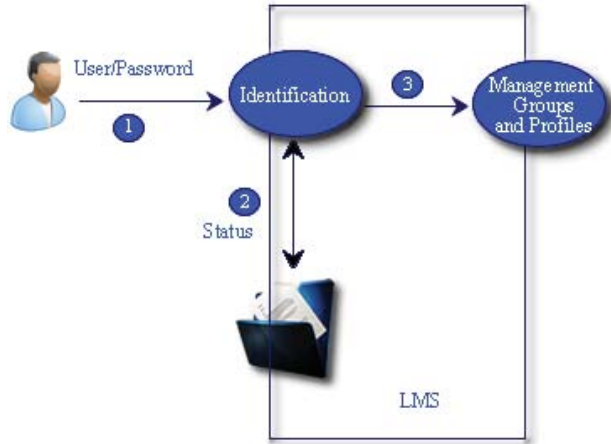 User/Password
1
Identification
3
Management
Groups
and Profiles
2
Status
LMS